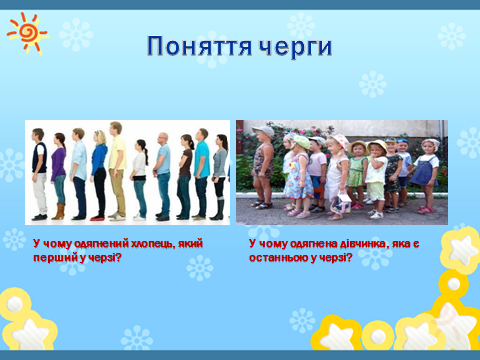 Поняття черги
У чому одягнений хлопець, який
перший у черзі?
У чому одягнена дівчинка, яка є
останньою у черзі?